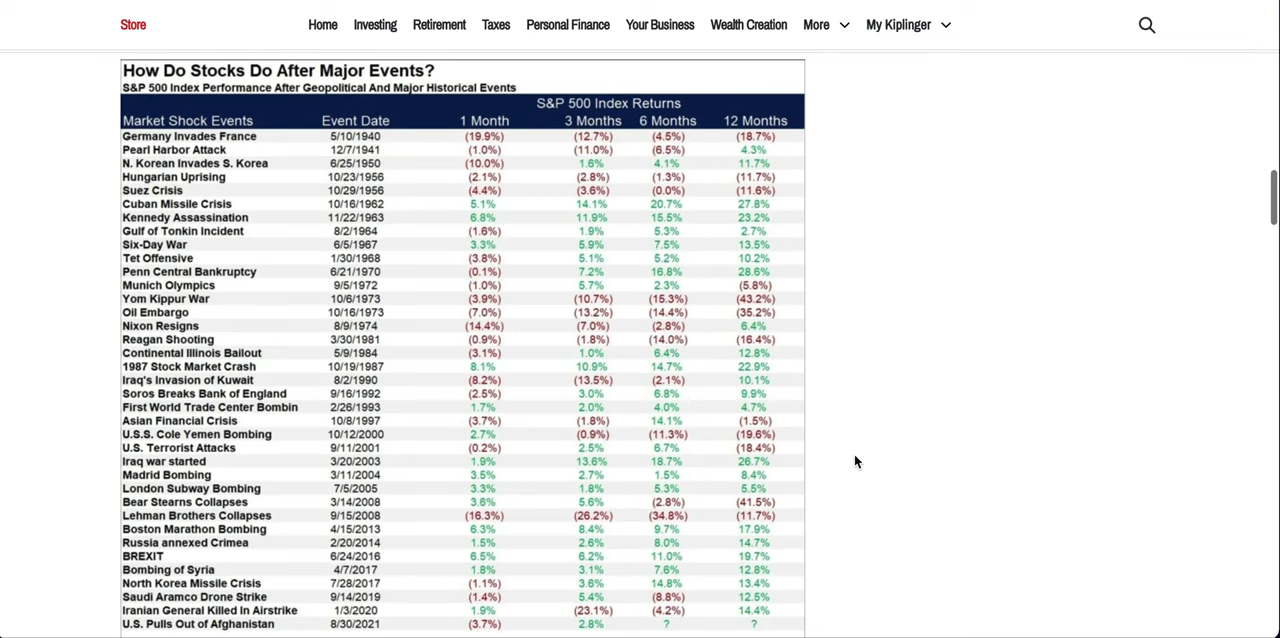 Store Home Investing Retirement Taxes Personal Finance Your Business Wealth Creation More My Kiplinger
How Do Stocks Do After Major Events?
S&P 500 Index Performance After Geopolitical And Major Historical Events
S&P 500 Index Returns
Market Shock Events Event Date 1 Month 3 Months 6 Months 12 Months
Germany Invades France 5/10/1940 (19.9%) (12.7%) (4.5%) (18.7%)
Pearl Harbor Attack 12/7/1941 (1.0%) (11.0%) (6.5%) 4.3%
N. Korean Invades S. Korea 6/25/1950 (10.0%) 1.6% 4.1% 11.7%
Hungarian Uprising 10/23/1956 (2.1%) (2.8%) (1.3%) (11.7%)
Suez Crisis 10/29/1956 (4.4%) (3.6%) (0.0%) (11.6%)
Cuban Missile Crisis 10/16/1962 5.1% 14.1% 20.7% 27.8%
Kennedy Assassination 11/22/1963 6.8% 11.9% 15.5% 23.2%
Gulf of Tonkin Incident 8/2/1964 (1.6%) 1.9% 5.3% 2.7%
Six-Day War 6/5/1967 3.3% 5.9% 7.5% 13.5%
Tet Offensive 1/30/1968 (3.8%) 5.1% 5.2% 10.2%
Penn Central Bankruptcy 6/21/1970 (0.1%) 7.2% 16.8% 28.6%
Munich Olympics 9/5/1972 (1.0%) 5.7% 2.3% (5.8%)
Yom Kippur War 10/6/1973 (3.9%) (10.7%) (15.3%) (43.2%)
Oil Embargo 10/16/1973 (7.0%) (13.2%) (14.4%) (35.2%)
Nixon Resigns 8/9/1974 (14.4%) (7.0%) (2.8%) 6.4%
Reagan Shooting 3/30/1981 (0.9%) (1.8%) (14.0%) (16.4%)
Continental Illinois Bailout 5/9/1984 (3.1%) 1.0% 6.4% 12.8%
1987 Stock Market Crash 10/19/1987 8.1% 10.9% 14.7% 22.9%
Iraq's Invasion of Kuwait 8/2/1990 (8.2%) (13.5%) (2.1%) 10.1%
Soros Breaks Bank of England 9/16/1992 (2.5%) 3.0% 6.8% 9.9%
First World Trade Center Bombin 2/26/1993 1.7% 2.0% 4.0% 4.7%
Asian Financial Crisis 10/8/1997 (3.7%) (1.8%) 14.1% (1.5%)
U.S.S. Cole Yemen Bombing 10/12/2000 2.7% (0.9%) (11.3%) (19.6%)
U.S. Terrorist Attacks 9/11/2001 (0.2%) 2.5% 6.7% (18.4%)
Iraq war started 3/20/2003 1.9% 13.6% 18.7% 26.7%
Madrid Bombing 3/11/2004 3.5% 2.7% 1.5% 8.4%
London Subway Bombing 7/5/2005 3.3% 1.8% 5.3% 5.5%
Bear Stearns Collapses 3/14/2008 3.6% 5.6% (2.8%) (41.5%)
Lehman Brothers Collapses 9/15/2008 (16.3%) (26.2%) (34.8%) (11.7%)
Boston Marathon Bombing 4/15/2013 6.3% 8.4% 9.7% 17.9%
Russia annexed Crimea 2/20/2014 1.5% 2.6% 8.0% 14.7%
BREXIT 6/24/2016 6.5% 6.2% 11.0% 19.7%
Bombing of Syria 4/7/2017 1.8% 3.1% 7.6% 12.8%
North Korea Missile Crisis 7/28/2017 (1.1%) 3.6% 14.8% 13.4%
Saudi Aramco Drone Strike 9/14/2019 (1.4%) 5.4% (8.8%) 12.5%
Iranian General Killed In Airstrike 1/3/2020 1.9% (23.1%) (4.2%) 14.4%
U.S. Pulls Out of Afghanistan 8/30/2021 (3.7%) 2.8% ? ?